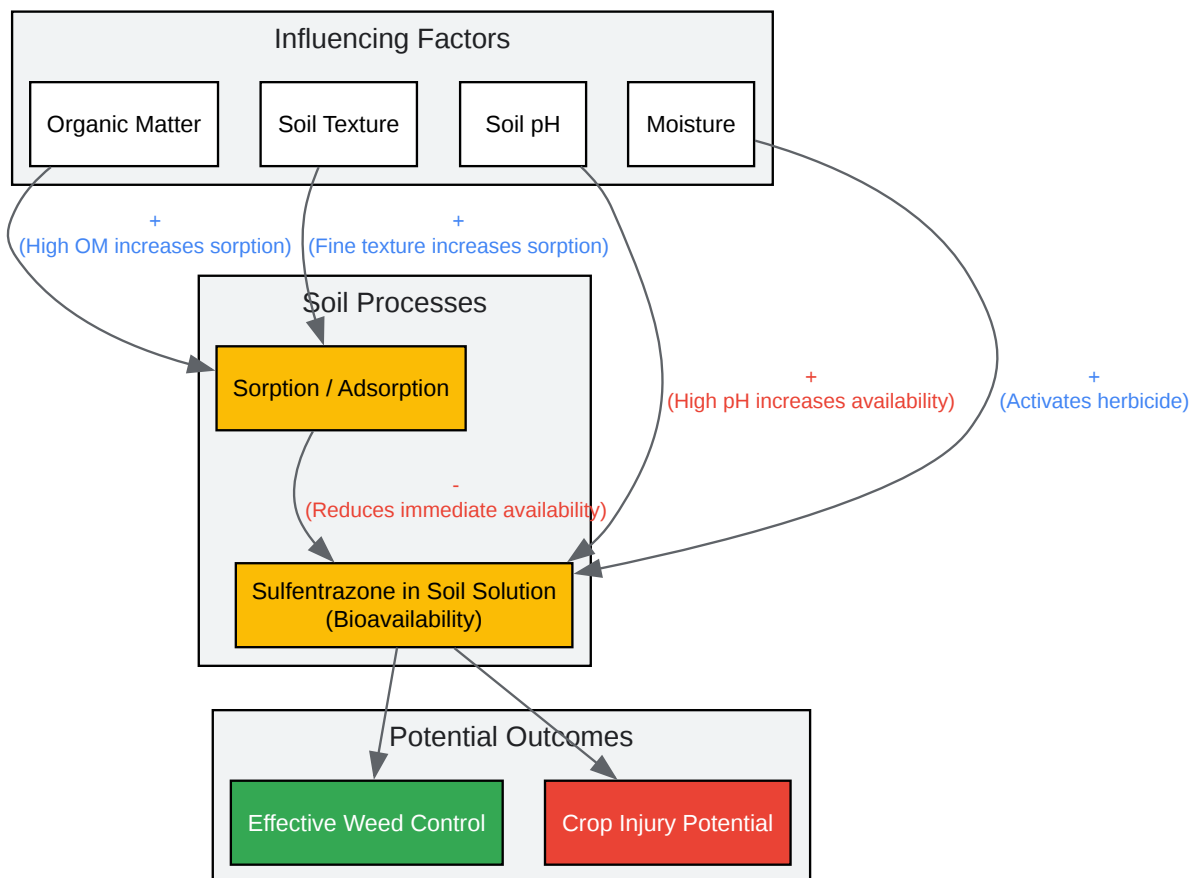 Influencing Factors
Organic Matter
Soil Texture
Soil pH
Moisture
+
(High OM increases sorption)
+
(Fine texture increases sorption)
Soil Processes
Sorption / Adsorption
+
(High pH increases availability)
+
(Activates herbicide)
-
(Reduces immediate availability)
Sulfentrazone in Soil Solution
(Bioavailability)
Potential Outcomes
Effective Weed Control
Crop Injury Potential